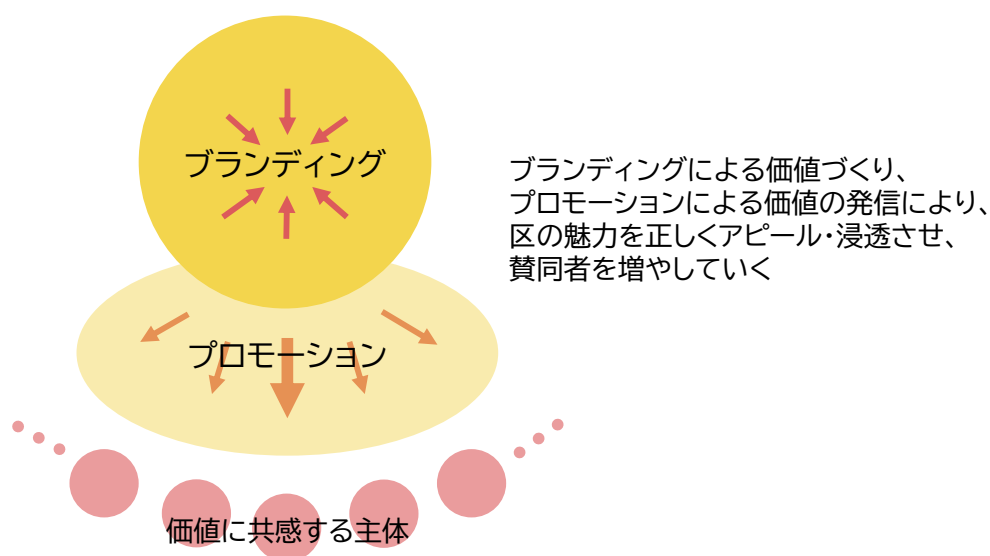 ブランディング
ブランディングによる価値づくり、
プロモーションによる価値の発信により、
区の魅力を正しくアピール・浸透させ、
賛同者を増やしていく
プロモーション
価値に共感する主体